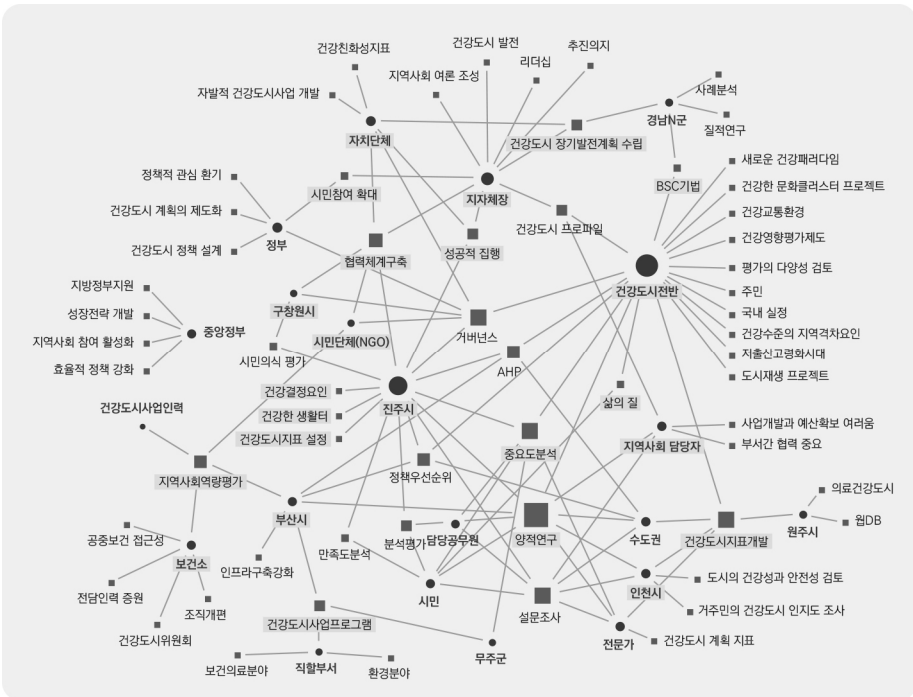 건강도시 발전
추진의지
건강친화성지표
리더십
지역사회 여론 조성
사례분석
자발적 건강도시사업 개발
경남N군
질적연구
자치단체
건강도시 장기발전계획 수립
새로운 건강패러다임
정책적 관심 환기
시민참여 확대
지자체장
BSC기법
건강한 문화클러스터 프로젝트
건강도시 계획의 제도화
건강도시 프로파일
건강교통환경
정부
건강영향평가제도
건강도시 정책 설계
협력체계구축
성공적 집행
평가의 다양성 검토
지방정부지원
건강도시전반
주민
구창원시
국내 실정
성장전략 개발
중앙정부
시민단체(NGO)
거버넌스
건강수준의 지역격차요인
지역사회 참여 활성화
시민의식 평가
저출신고령화시대
효율적 정책 강화
AHP
도시재생 프로젝트
건강결정요인
삶의 질
건강도시사업인력
진주시
건강한 생활터
사업개발과 예산확보 어려움
건강도시지표 설정
지역사회 담당자
부서간 협력 중요
중요도분석
지역사회역량평가
정책우선순위
의료건강도시
부산시
웹DB
공중보건 접근성
만족도분석
분석평가
담당공무원
양적연구
수도권
건강도시지표개발
원주시
보건소
인프라구축강화
도시의 건강성과 안전성 검토
전담인력 증원
시민
인천시
조직개편
설문조사
거주민의 건강도시 인지도 조사
건강도시위원회
건강도시사업프로그램
전문가
건강도시 계획 지표
보건의료분야
직할부서
환경분야
무주군